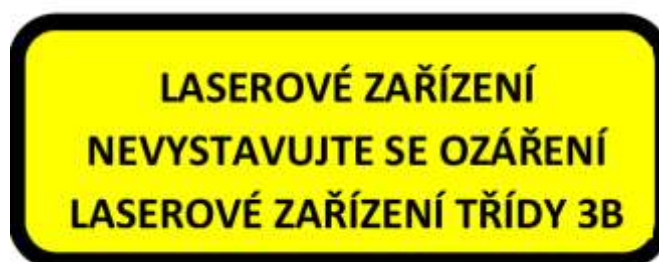 LASEROVÉ ZAŘÍZENÍ
NEVYSTAVUJTE SE OZÁŘENÍ
LASEROVÉ ZAŘÍZENÍ TŘÍDY 3B